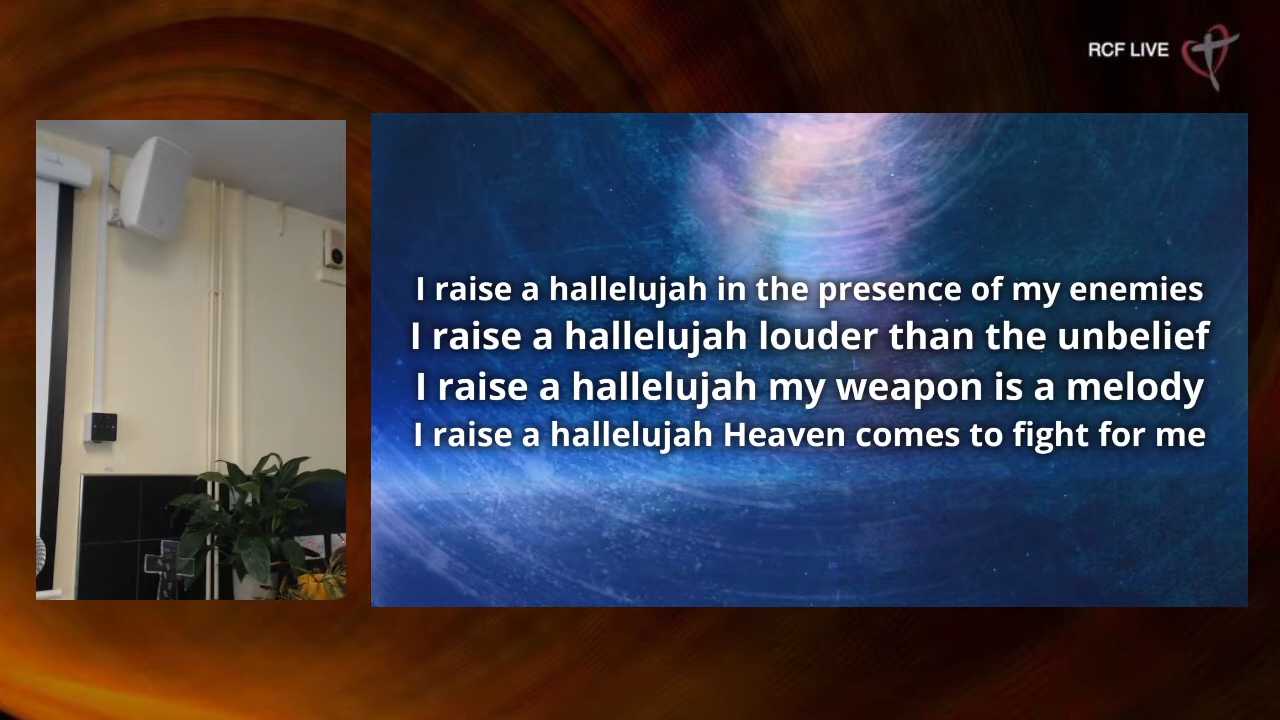 RCF LIVE
I raise a hallelujah in the presence of my enemies
I raise a hallelujah louder than the unbelief
I raise a hallelujah my weapon is a melody
I raise a hallelujah Heaven comes to fight for me